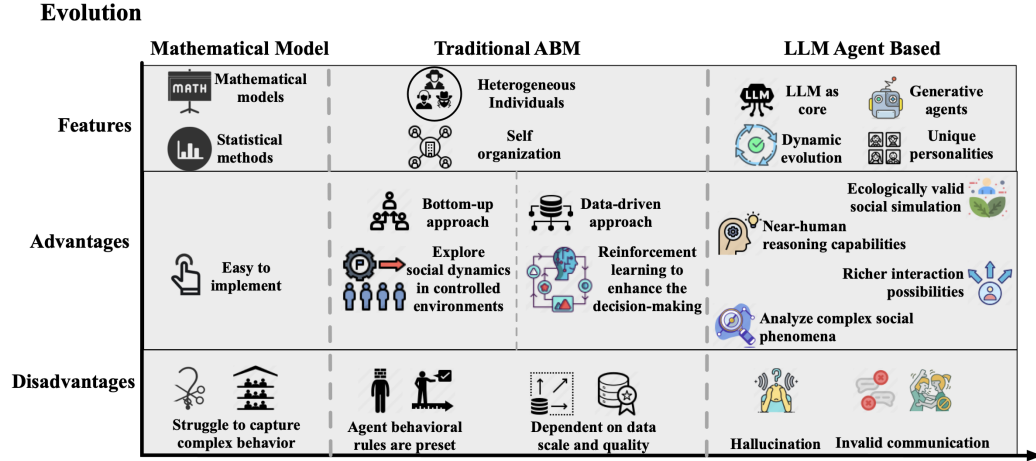 Evolution
Mathematical Model
Traditional ABM
LLM Agent Based
Features
MATH
Mathematical
models
Statistical
methods
Heterogeneous
Individuals
Self
organization
LLM
LLM as
core
Generative
agents
Dynamic
evolution
Unique
personalities
Advantages
Easy to
implement
Bottom-up
approach
Explore
social dynamics
in controlled
environments
Data-driven
approach
Reinforcement
learning to
enhance the
decision-making
Ecologically valid
social simulation
Near-human
reasoning capabilities
Richer interaction
possibilities
Analyze complex social
phenomena
Disadvantages
Struggle to capture
complex behavior
Agent behavioral
rules are preset
Dependent on data
scale and quality
Hallucination
Invalid communication